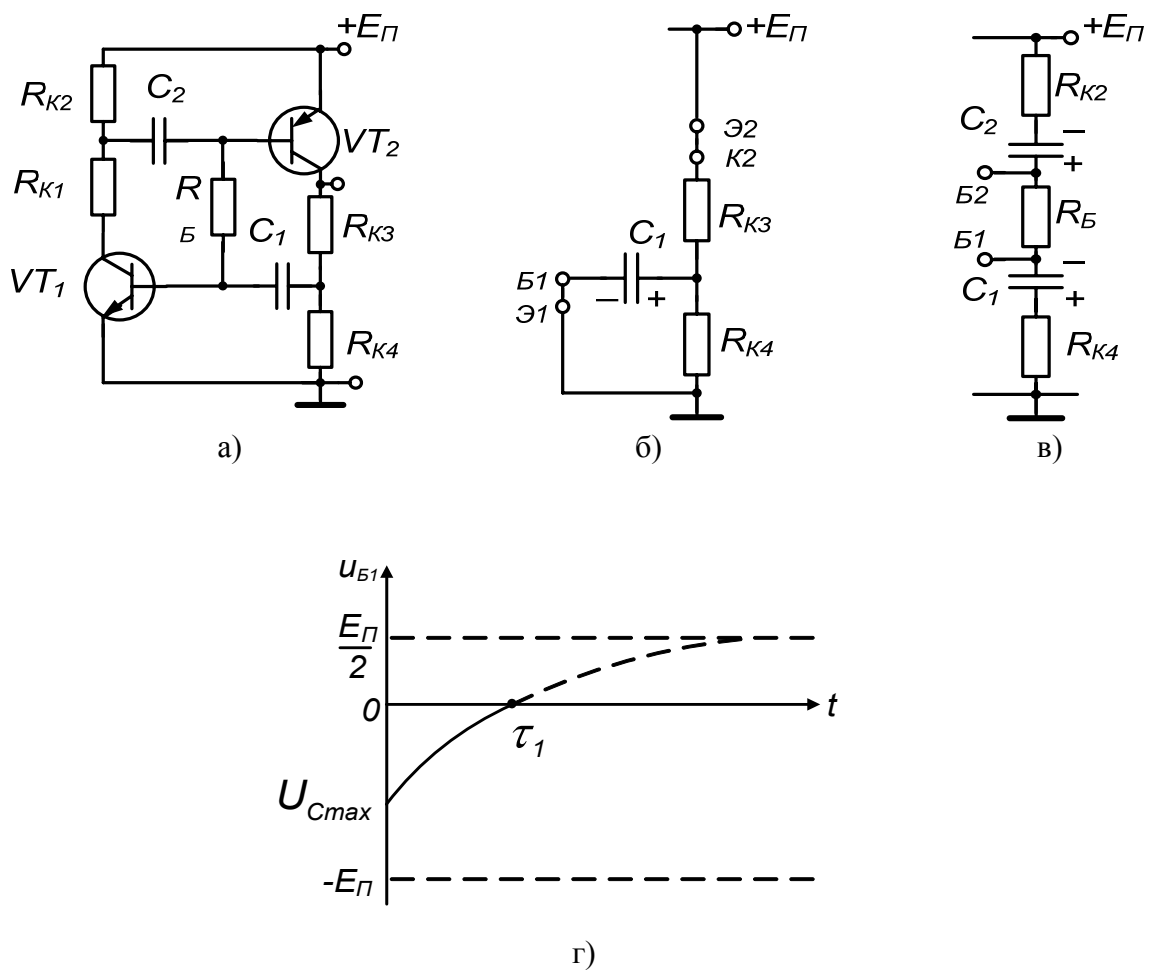 +EП
RК2
C2
VT2
RК1
R
Б
C1
RК3
VT1
RК4
а)
+EП
Э2
К2
RК3
C1
Б1
Э1
− +
RК4
б)
+EП
RК2
C2
−
+
Б2
RБ
Б1
−
C1
+
RК4
в)
uБ1
EП
2
0
t
τ1
UCmax
-EП
г)